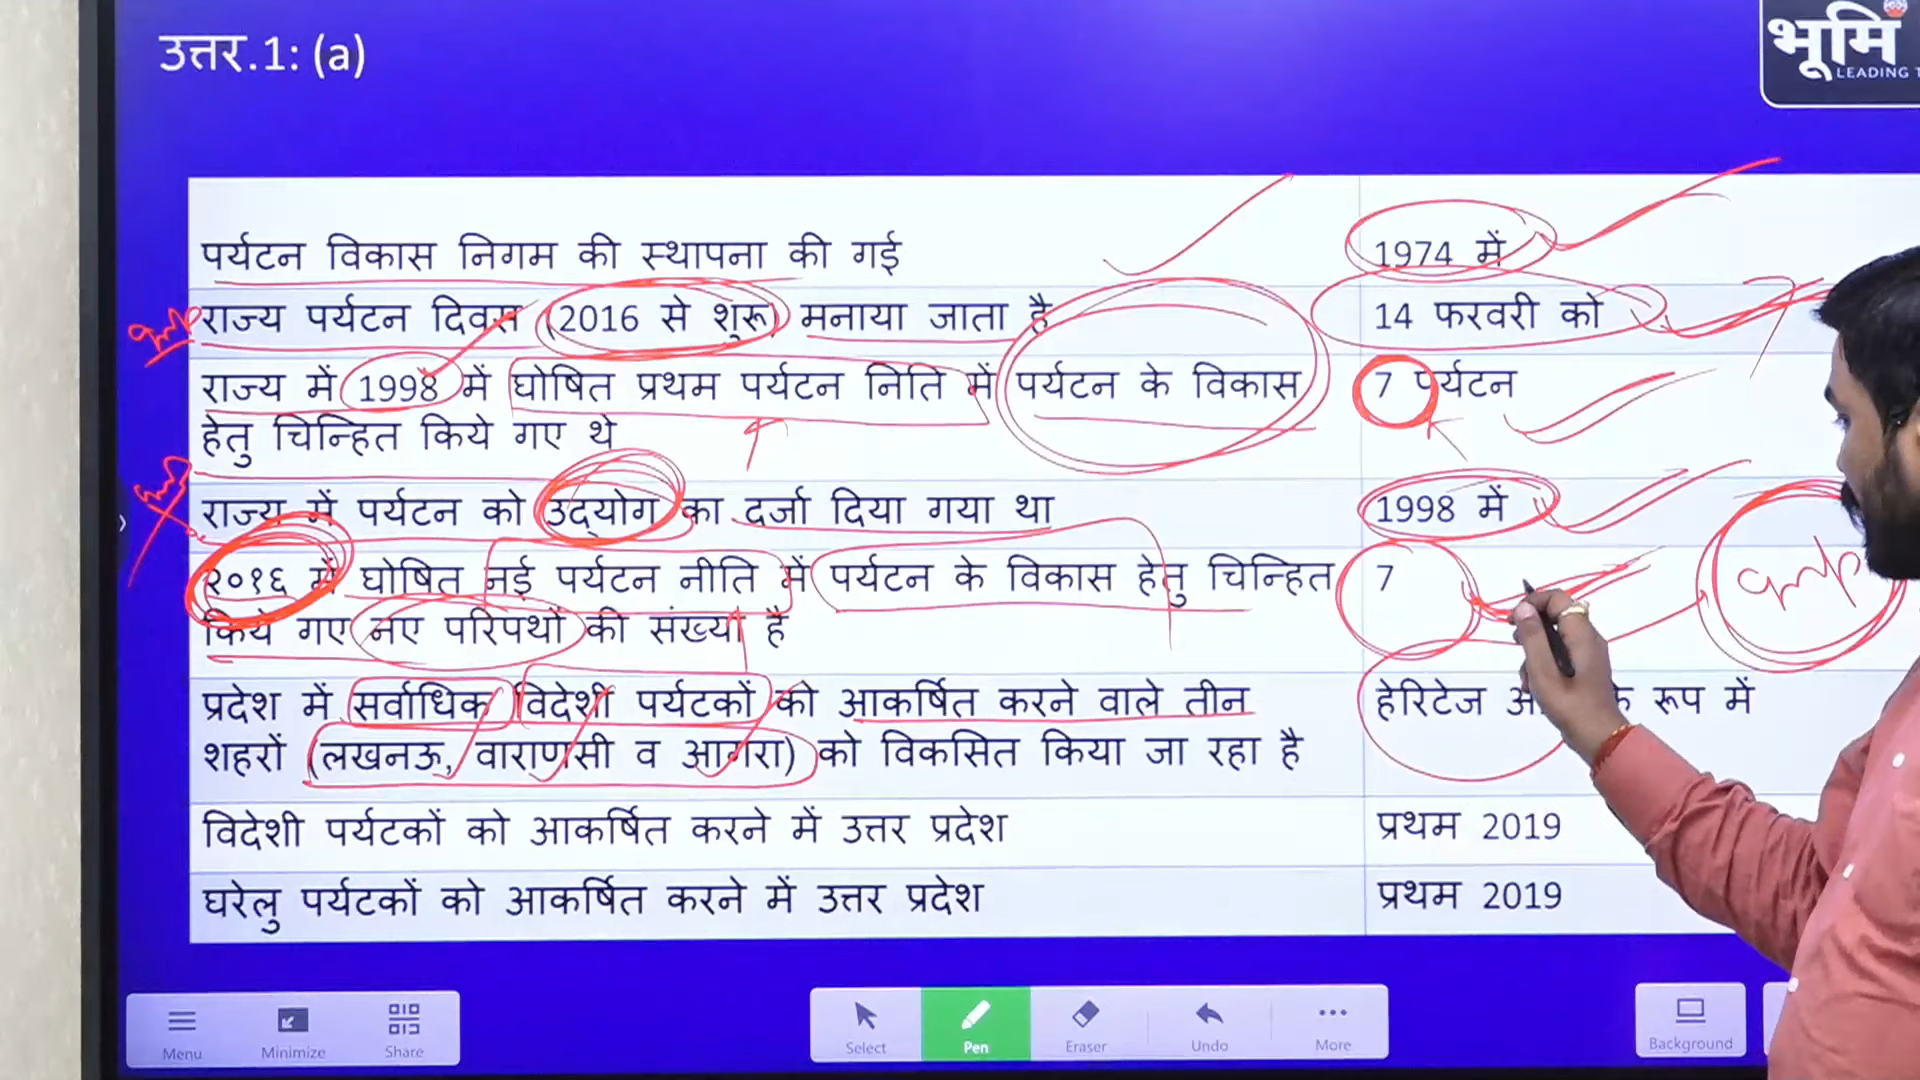 उत्तर.1: (a)
भूमि
LEADING
पर्यटन विकास निगम की स्थापना की गई 1974 में
imp राज्य पर्यटन दिवस (2016 से शुरू) मनाया जाता है 14 फरवरी को
राज्य में 1998 में घोषित प्रथम पर्यटन निति में पर्यटन के विकास 7 पर्यटन
हेतु चिन्हित किये गए थे
राज्य में पर्यटन को उद्योग का दर्जा दिया गया था 1998 में
२०१६ में घोषित नई पर्यटन नीति में पर्यटन के विकास हेतु चिन्हित 7 imp
किये गए नए परिपथों की संख्या है
प्रदेश में सर्वाधिक विदेशी पर्यटकों को आकर्षित करने वाले तीन हेरिटेज रूप में
शहरों (लखनऊ, वाराणसी व आगरा) को विकसित किया जा रहा है
विदेशी पर्यटकों को आकर्षित करने में उत्तर प्रदेश प्रथम 2019
घरेलु पर्यटकों को आकर्षित करने में उत्तर प्रदेश प्रथम 2019
Menu Minimize Share Select Pen Eraser Undo More Background